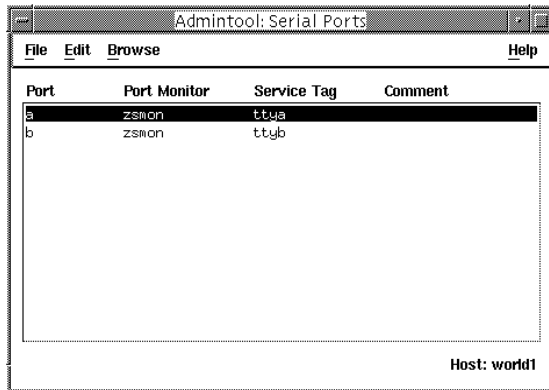 Admintool: Serial Ports
File Edit Browse Help
Port Port Monitor Service Tag Comment
a zsmon ttya
b zsmon ttyb
Host: world1